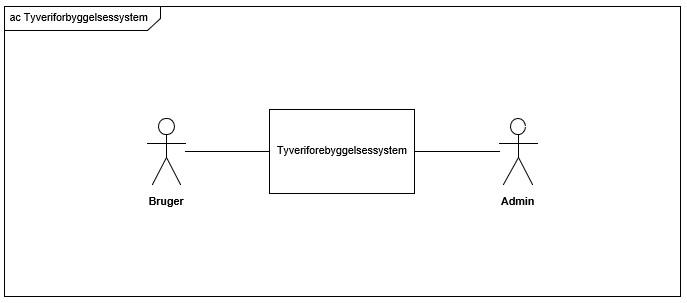 ac Tyveriforbyggelsessystem
Tyveriforebyggelsessystem
Bruger
Admin